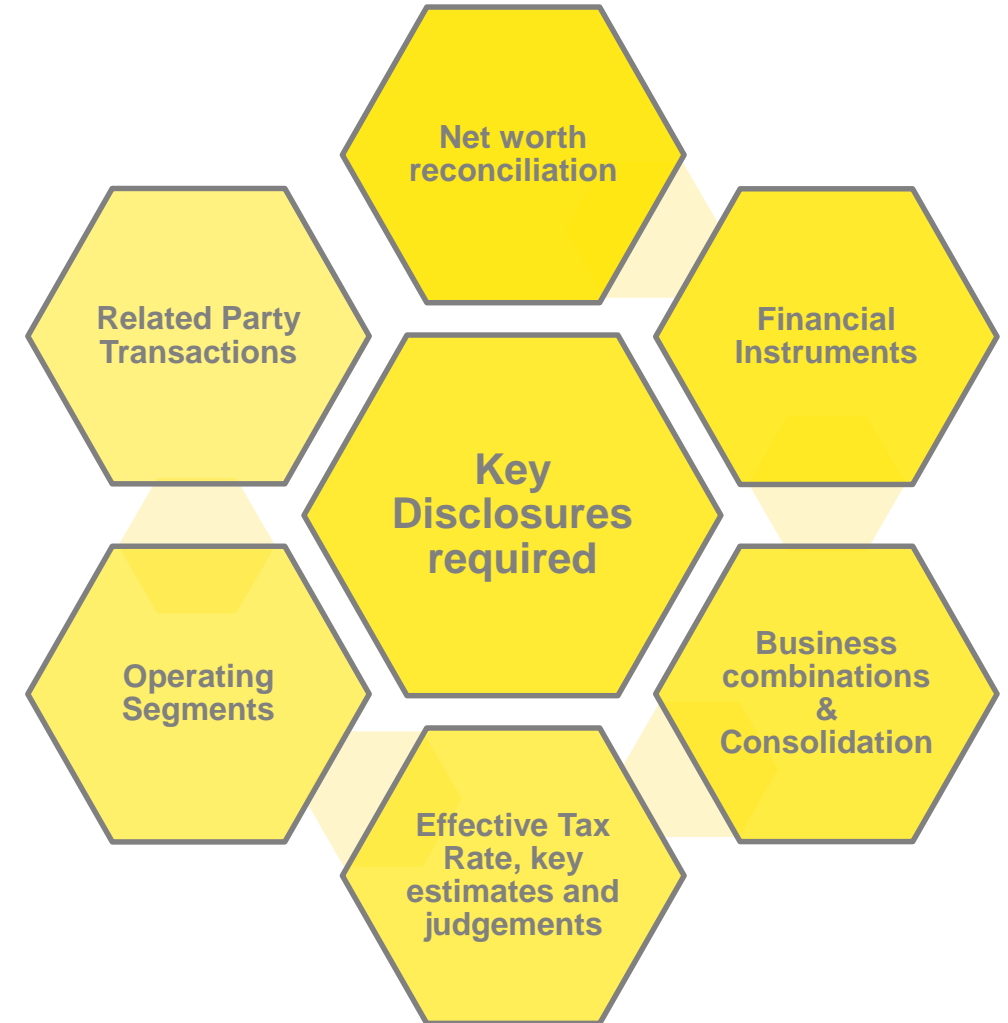 Net worth
reconciliation
Related Party
Transactions
Financial
Instruments
Key
Disclosures
required
Operating
Segments
Business
combinations
&
Consolidation
Effective Tax
Rate, key
estimates and
judgements